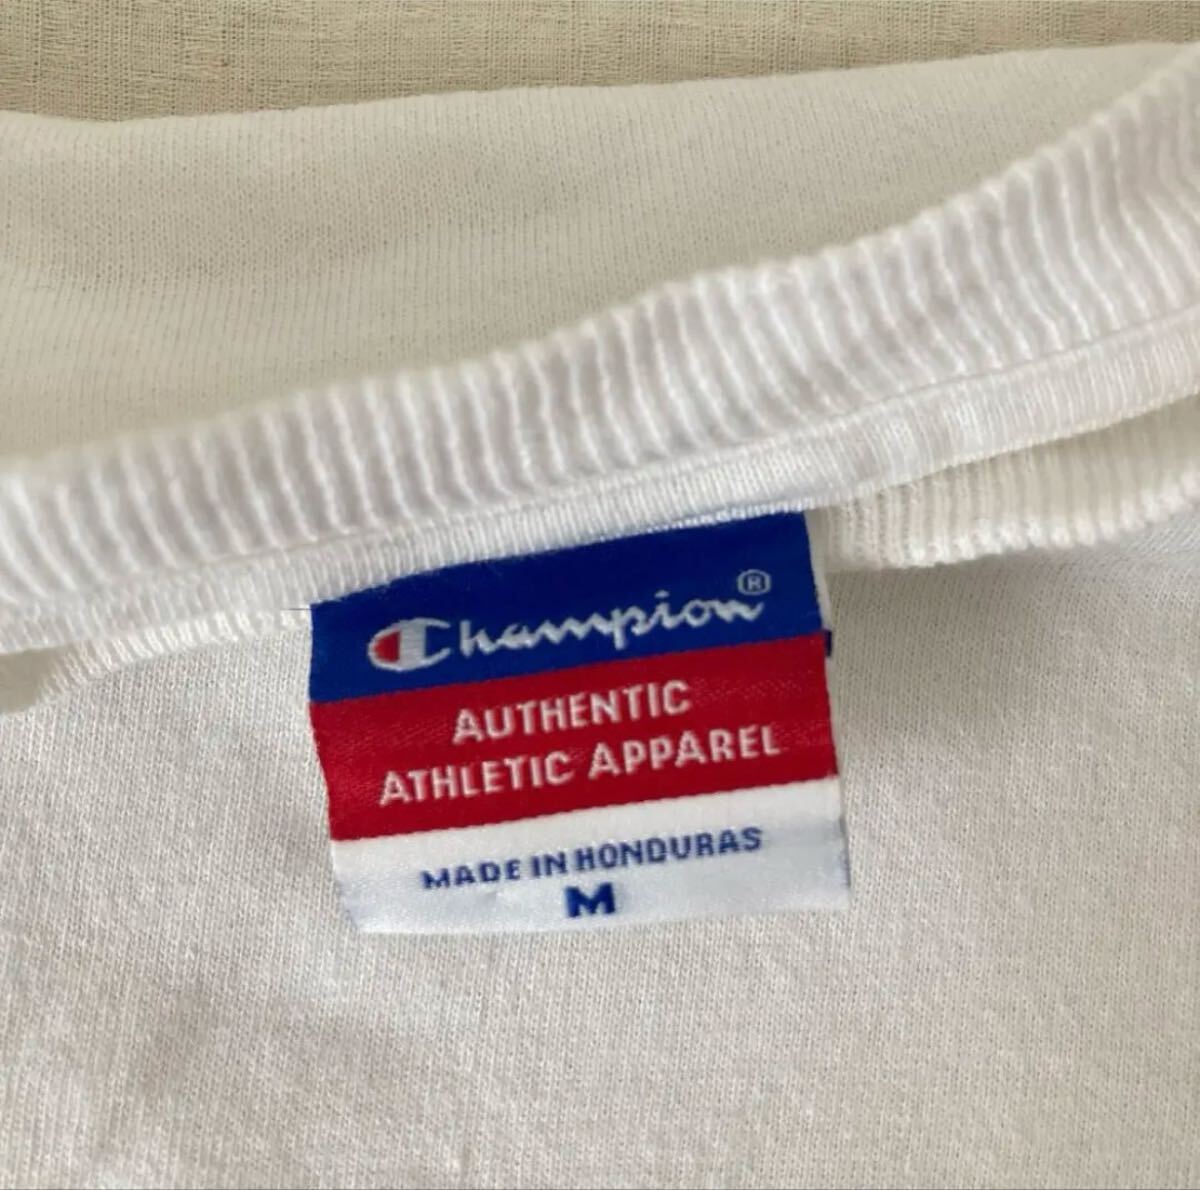 Champion®
AUTHENTIC
ATHLETIC APPAREL
MADE IN HONDURAS
M